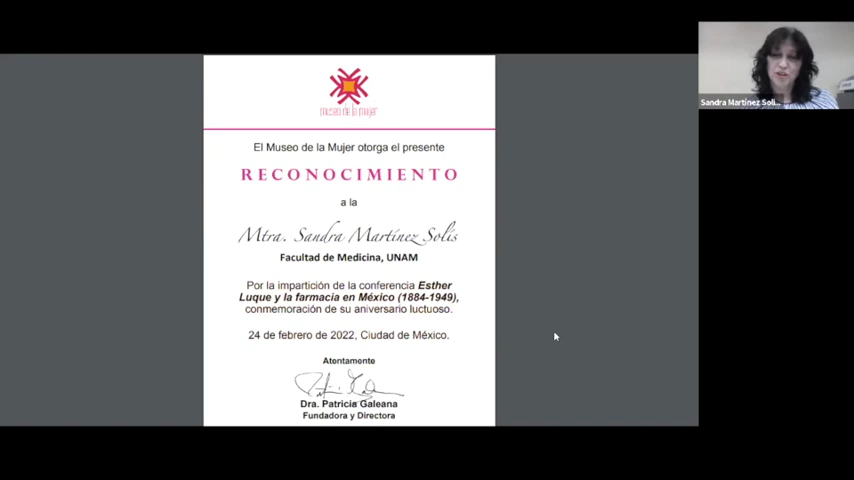 museo de la mujer
El Museo de la Mujer otorga el presente
RECONOCIMIENTO
a la
Mtra. Sandra Martínez Solís
Facultad de Medicina, UNAM
Por la impartición de la conferencia Esther
Luque y la farmacia en México (1884-1949),
conmemoración de su aniversario luctuoso.
24 de febrero de 2022, Ciudad de México.
Atentamente
Dra. Patricia Galeana
Fundadora y Directora
Sandra Martínez Solí...